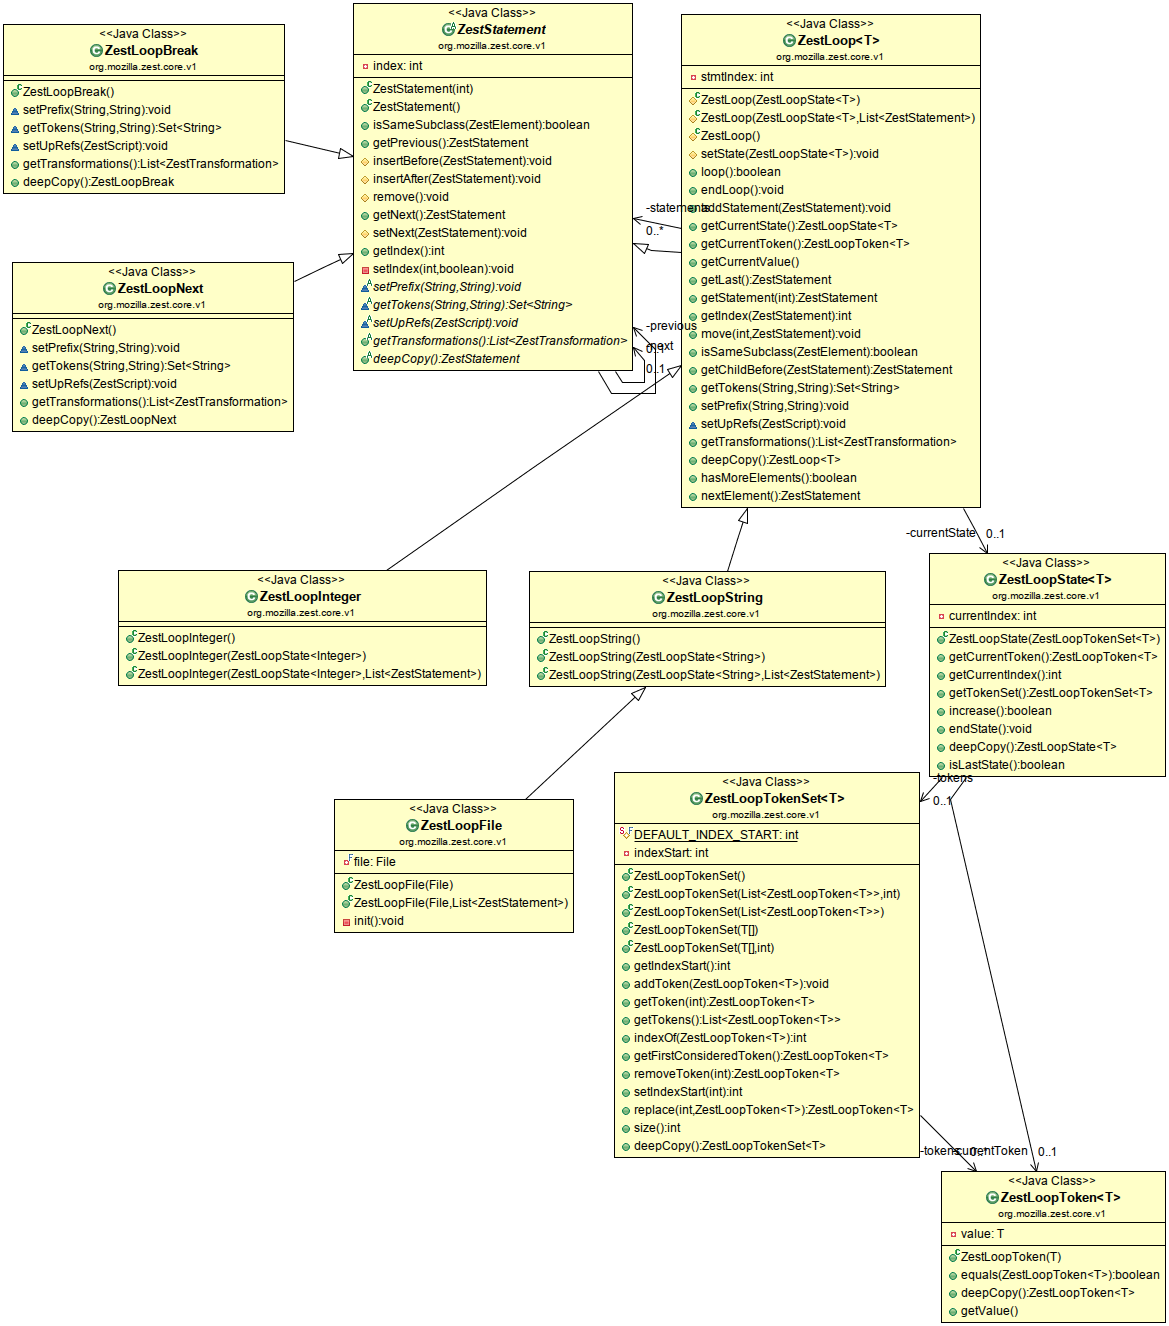 <<Java Class>>
ZestLoopBreak
org.mozilla.zest.core.v1
ZestLoopBreak()
setPrefix(String,String):void
getTokens(String,String):Set<String>
setUpRefs(ZestScript):void
getTransformations():List<ZestTransformation>
deepCopy():ZestLoopBreak
<<Java Class>>
ZestStatement
org.mozilla.zest.core.v1
index: int
ZestStatement(int)
ZestStatement()
isSameSubclass(ZestElement):boolean
getPrevious():ZestStatement
insertBefore(ZestStatement):void
insertAfter(ZestStatement):void
remove():void
getNext():ZestStatement
setNext(ZestStatement):void
getIndex():int
setIndex(int,boolean):void
setPrefix(String,String):void
getTokens(String,String):Set<String>
setUpRefs(ZestScript):void
getTransformations():List<ZestTransformation>
deepCopy():ZestStatement
<<Java Class>>
ZestLoop<T>
org.mozilla.zest.core.v1
stmtIndex: int
ZestLoop(ZestLoopState<T>)
ZestLoop(ZestLoopState<T>,List<ZestStatement>)
ZestLoop()
setState(ZestLoopState<T>):void
loop():boolean
endLoop():void
addStatement(ZestStatement):void
getCurrentState():ZestLoopState<T>
getCurrentToken():ZestLoopToken<T>
getCurrentValue()
getLast():ZestStatement
getStatement(int):ZestStatement
getIndex(ZestStatement):int
move(int,ZestStatement):void
isSameSubclass(ZestElement):boolean
getChildBefore(ZestStatement):ZestStatement
getTokens(String,String):Set<String>
setPrefix(String,String):void
setUpRefs(ZestScript):void
getTransformations():List<ZestTransformation>
deepCopy():ZestLoop<T>
hasMoreElements():boolean
nextElement():ZestStatement
-statements
0..*
-previous
0..1
-next
0..1
<<Java Class>>
ZestLoopNext
org.mozilla.zest.core.v1
ZestLoopNext()
setPrefix(String,String):void
getTokens(String,String):Set<String>
setUpRefs(ZestScript):void
getTransformations():List<ZestTransformation>
deepCopy():ZestLoopNext
-currentState 0..1
<<Java Class>>
ZestLoopInteger
org.mozilla.zest.core.v1
ZestLoopInteger()
ZestLoopInteger(ZestLoopState<Integer>)
ZestLoopInteger(ZestLoopState<Integer>,List<ZestStatement>)
<<Java Class>>
ZestLoopString
org.mozilla.zest.core.v1
ZestLoopString()
ZestLoopString(ZestLoopState<String>)
ZestLoopString(ZestLoopState<String>,List<ZestStatement>)
<<Java Class>>
ZestLoopState<T>
org.mozilla.zest.core.v1
currentIndex: int
ZestLoopState(ZestLoopTokenSet<T>)
getCurrentToken():ZestLoopToken<T>
getCurrentIndex():int
getTokenSet():ZestLoopTokenSet<T>
increase():boolean
endState():void
deepCopy():ZestLoopState<T>
isLastState():boolean
-tokens
0..1
<<Java Class>>
ZestLoopFile
org.mozilla.zest.core.v1
file: File
ZestLoopFile(File)
ZestLoopFile(File,List<ZestStatement>)
init():void
<<Java Class>>
ZestLoopTokenSet<T>
org.mozilla.zest.core.v1
DEFAULT_INDEX_START: int
indexStart: int
ZestLoopTokenSet()
ZestLoopTokenSet(List<ZestLoopToken<T>>,int)
ZestLoopTokenSet(List<ZestLoopToken<T>>)
ZestLoopTokenSet(T[])
ZestLoopTokenSet(T[],int)
getIndexStart():int
addToken(ZestLoopToken<T>):void
getToken(int):ZestLoopToken<T>
getTokens():List<ZestLoopToken<T>>
indexOf(ZestLoopToken<T>):int
getFirstConsideredToken():ZestLoopToken<T>
removeToken(int):ZestLoopToken<T>
setIndexStart(int):int
replace(int,ZestLoopToken<T>):ZestLoopToken<T>
size():int
deepCopy():ZestLoopTokenSet<T>
-tokens 0..*
-currentToken 0..1
<<Java Class>>
ZestLoopToken<T>
org.mozilla.zest.core.v1
value: T
ZestLoopToken(T)
equals(ZestLoopToken<T>):boolean
deepCopy():ZestLoopToken<T>
getValue()